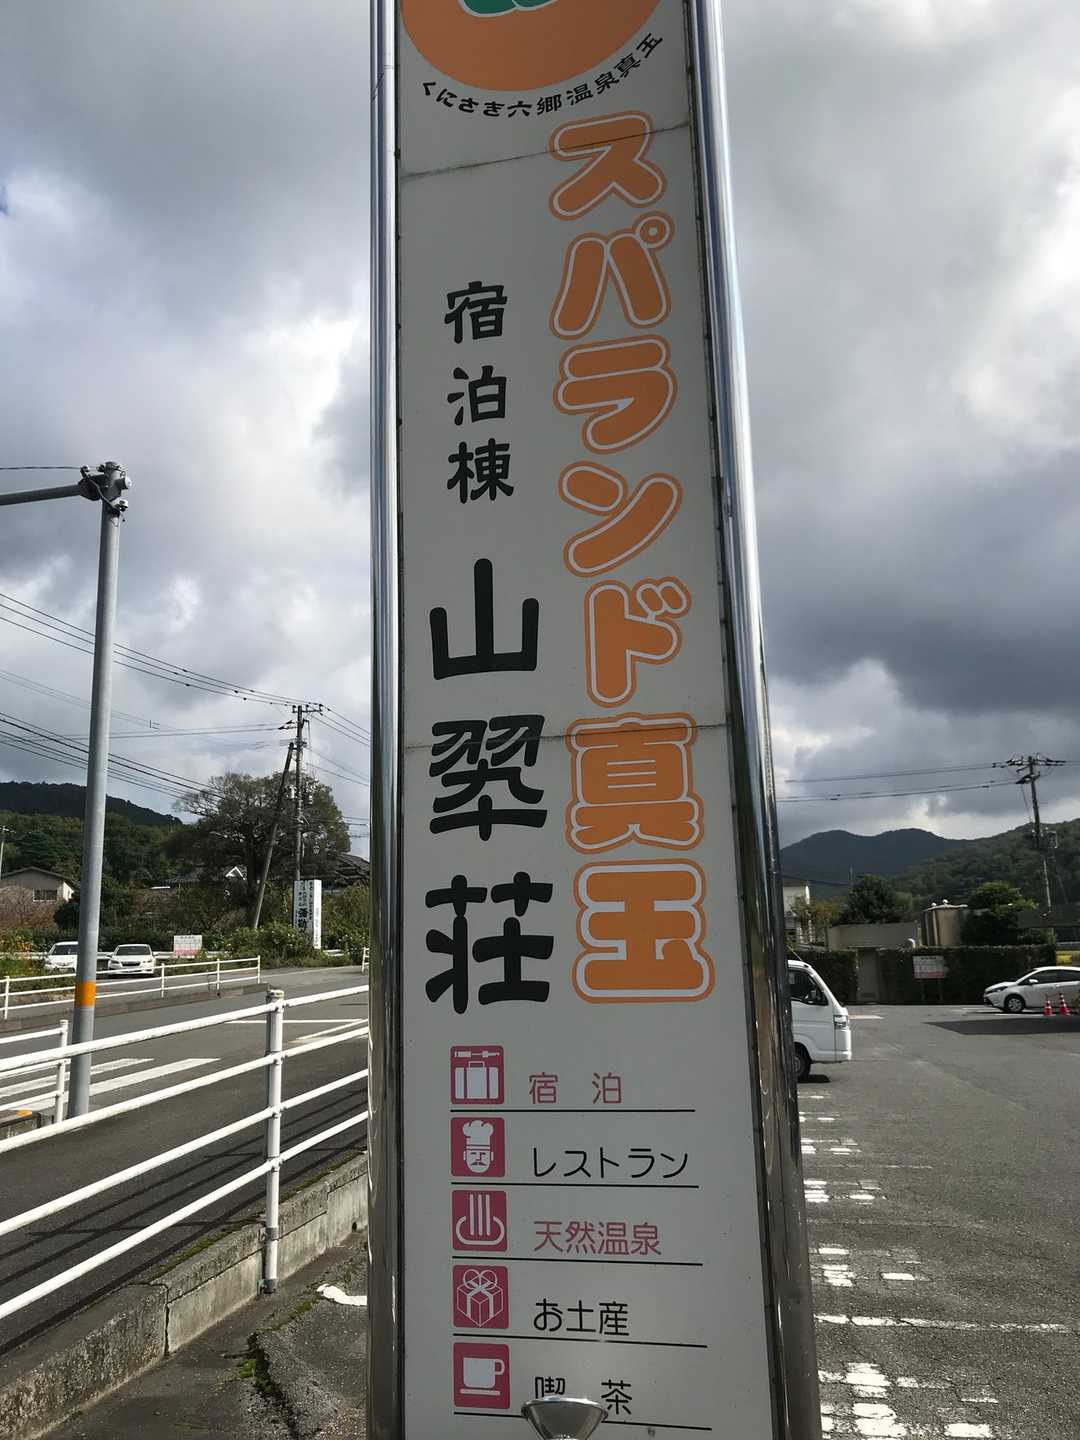 くにさき六郷温泉真玉
スパランド真玉
宿泊棟 山翠荘
宿泊
レストラン
天然温泉
お土産
喫茶